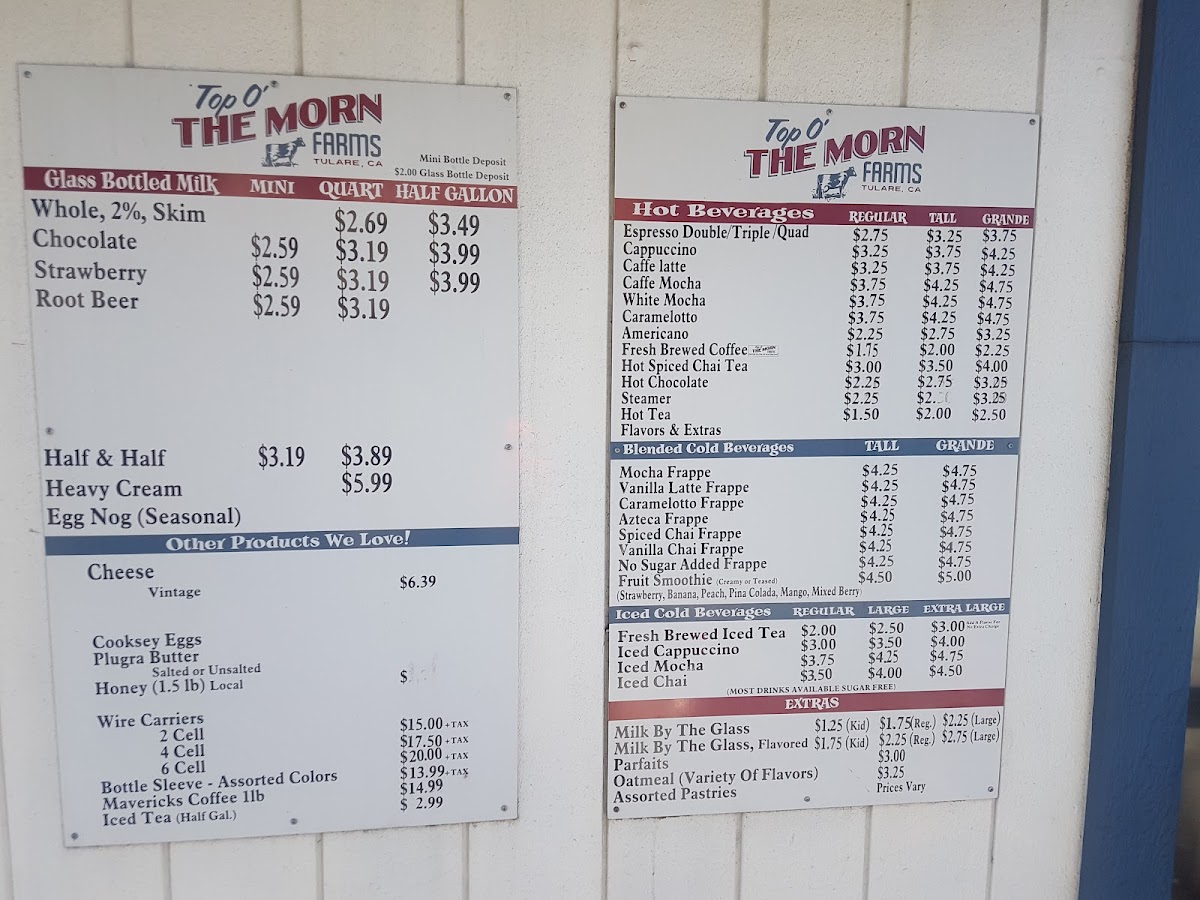 Top O'
THE MORN
FARMS
TULARE, CA
Mini Bottle Deposit
$2.00 Glass Bottle Deposit
Glass Bottled Milk MINI QUART HALF GALLON
Whole, 2%, Skim $2.69 $3.49
Chocolate $2.59 $3.19 $3.99
Strawberry $2.59 $3.19 $3.99
Root Beer $2.59 $3.19
Half & Half $3.19 $3.89
Heavy Cream $5.99
Egg Nog (Seasonal)
Other Products We Love!
Cheese
Vintage $6.39
Cooksey Eggs
Plugra Butter
Salted or Unsalted
Honey (1.5 lb) Local $
Wire Carriers
2 Cell $15.00 + TAX
4 Cell $17.50 + TAX
6 Cell $20.00 + TAX
Bottle Sleeve - Assorted Colors $13.99 + TAX
Mavericks Coffee 1lb $14.99
Iced Tea (Half Gal.) $ 2.99
Top O'
THE MORN
FARMS
TULARE, CA
Hot Beverages REGULAR TALL GRANDE
Espresso Double/Triple/Quad $2.75 $3.25 $3.75
Cappuccino $3.25 $3.75 $4.25
Caffe latte $3.25 $3.75 $4.25
Caffe Mocha $3.75 $4.25 $4.75
White Mocha $3.75 $4.25 $4.75
Caramelotto $3.75 $4.25 $4.75
Americano $2.25 $2.75 $3.25
Fresh Brewed Coffee THE MORN $1.75 $2.00 $2.25
Hot Spiced Chai Tea $3.00 $3.50 $4.00
Hot Chocolate $2.25 $2.75 $3.25
Steamer $2.25 $3.25
Hot Tea $1.50 $2.00 $2.50
Flavors & Extras
Blended Cold Beverages TALL GRANDE
Mocha Frappe $4.25 $4.75
Vanilla Latte Frappe $4.25 $4.75
Caramelotto Frappe $4.25 $4.75
Azteca Frappe $4.25 $4.75
Spiced Chai Frappe $4.25 $4.75
Vanilla Chai Frappe $4.25 $4.75
No Sugar Added Frappe $4.25 $4.75
Fruit Smoothie (Creamy or Teased) $4.50 $5.00
(Strawberry, Banana, Peach, Pina Colada, Mango, Mixed Berry)
Iced Cold Beverages REGULAR LARGE EXTRA LARGE
Fresh Brewed Iced Tea $2.00 $2.50 $3.00 Add A Flavor For No Extra Charge
Iced Cappuccino $3.00 $3.50 $4.00
Iced Mocha $3.75 $4.25 $4.75
Iced Chai $3.50 $4.00 $4.50
(MOST DRINKS AVAILABLE SUGAR FREE)
EXTRAS
Milk By The Glass $1.25 (Kid) $1.75(Reg.) $2.25 (Large)
Milk By The Glass, Flavored $1.75 (Kid) $2.25 (Reg.) $2.75 (Large)
Parfaits $3.00
Oatmeal (Variety Of Flavors) $3.25
Assorted Pastries Prices Vary